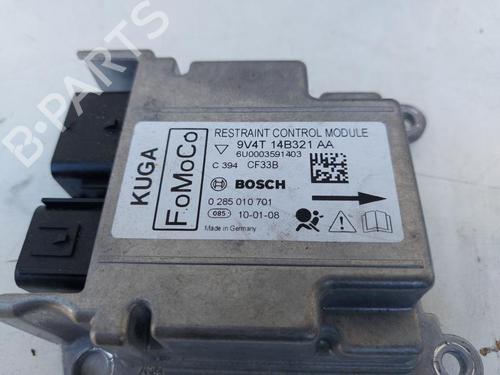 B-PARTS
KUGA
FoMoCo
RESTRAINT CONTROL MODULE
9V4T 14B321 AA
6U0003591403
C 394 CF33B
BOSCH
0 285 010 701
085 10-01-08
Made in Germany